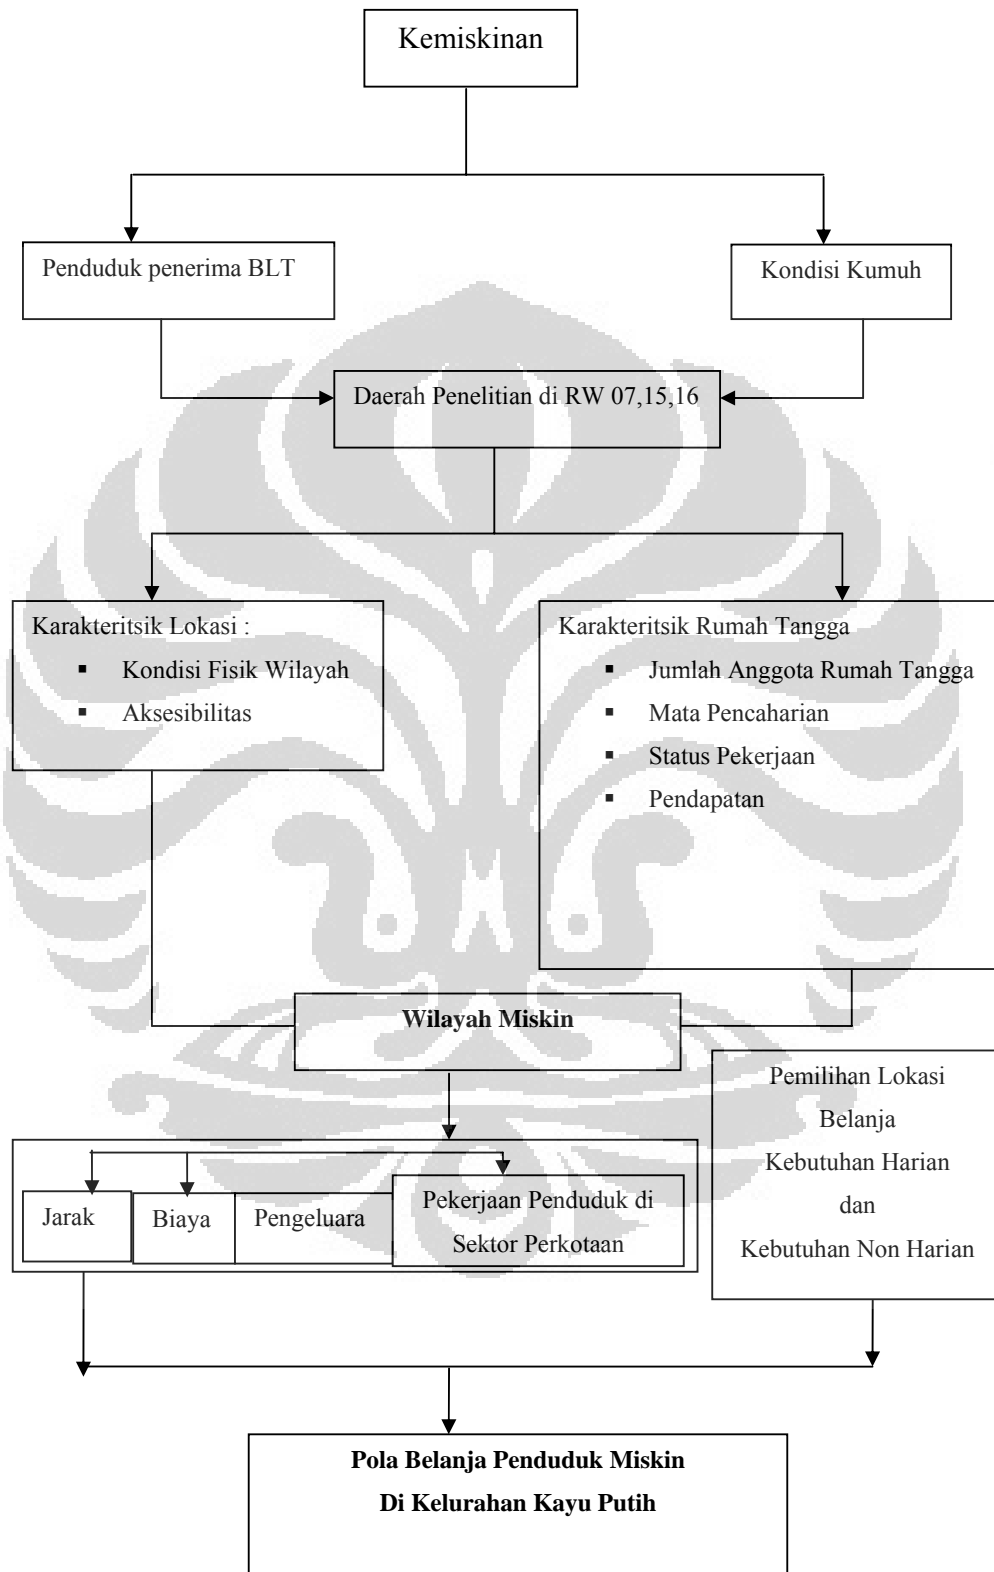 Kemiskinan
Penduduk penerima BLT
Kondisi Kumuh
Daerah Penelitian di RW 07,15,16
Karakteritsik Lokasi :
▪ Kondisi Fisik Wilayah
▪ Aksesibilitas
Karakteritsik Rumah Tangga
▪ Jumlah Anggota Rumah Tangga
▪ Mata Pencaharian
▪ Status Pekerjaan
▪ Pendapatan
Wilayah Miskin
Pemilihan Lokasi
Belanja
Kebutuhan Harian
dan
Kebutuhan Non Harian
Jarak
Biaya
Pengeluara
Pekerjaan Penduduk di
Sektor Perkotaan
Pola Belanja Penduduk Miskin
Di Kelurahan Kayu Putih